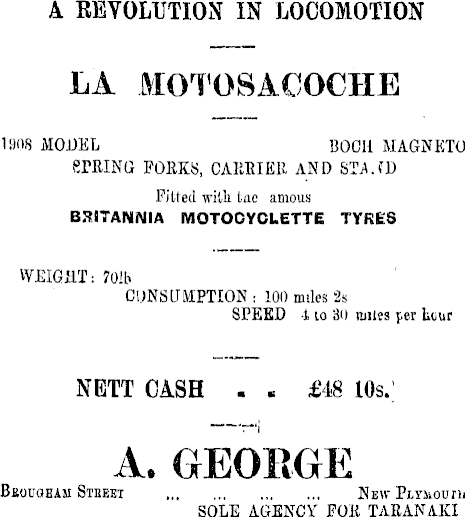 A REVOLUTION IN LOCOMOTION
LA MOTOSACOCHE
1908 MODEL BOCH MAGNETO
SPRING FORKS, CARRIER AND STAND
Fitted with the famous
BRITANNIA MOTOCYCLETTE TYRES
WEIGHT: 70lb
CONSUMPTION: 100 miles 2s
SPEED 4 to 30 miles per hour
NETT CASH . . £48 10s.
A. GEORGE
BROUGHAM STREET ... ... ... ... NEW PLYMOUTH
SOLE AGENCY FOR TARANAKI